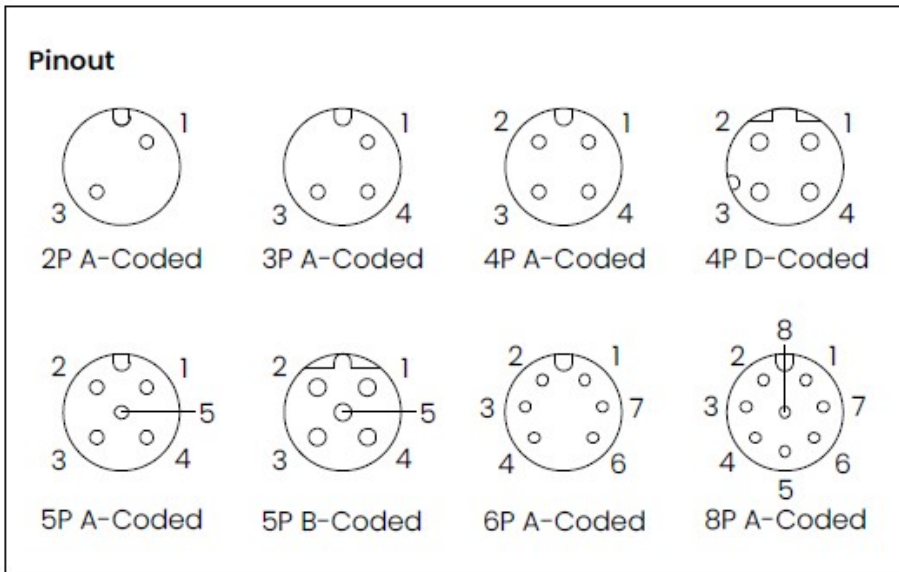 Pinout
1
3
2P A-Coded
1
3 4
3P A-Coded
2 1
3 4
4P A-Coded
2 1
3 4
4P D-Coded
2 1
5
3 4
5P A-Coded
2 1
5
3 4
5P B-Coded
2 1
3 7
4 6
6P A-Coded
8
2 1
3 7
4 6
5
8P A-Coded